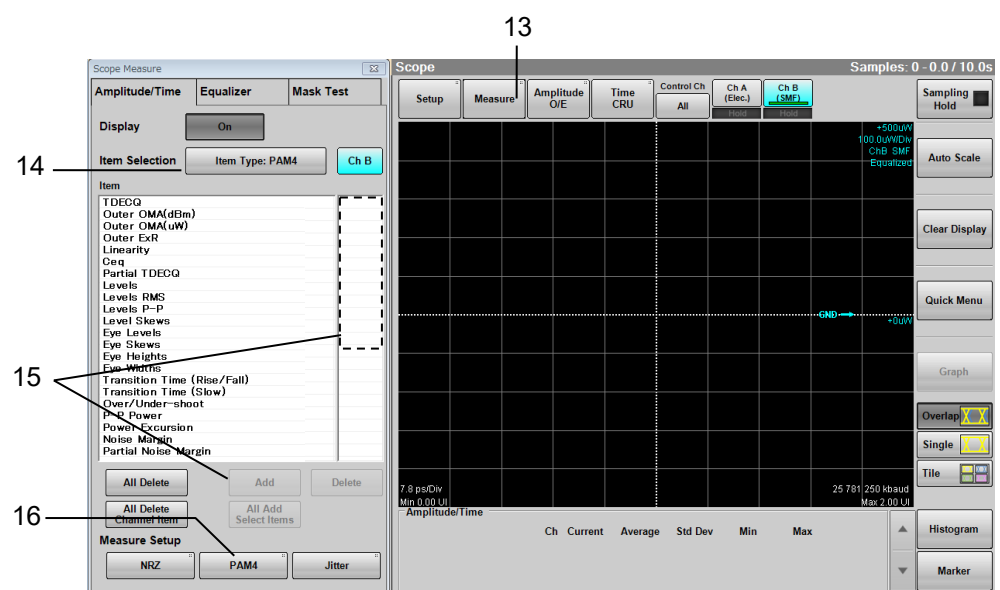 13
Scope Measure
Amplitude/Time Equalizer Mask Test
Display On
14
Item Selection Item Type: PAM4 Ch B
Item
TDECQ
Outer OMA(dBm)
Outer OMA(uW)
Outer ExR
Linearity
Ceq
Partial TDECQ
Levels
Levels RMS
Levels P-P
Level Skews
Eye Levels
Eye Skews
Eye Heights
Eye Widths
Transition Time (Rise/Fall)
Transition Time (Slow)
Over/Under-shoot
P-P Power
Power Excursion
Noise Margin
Partial Noise Margin
15
All Delete Add Delete
All Delete Channel Item
All Add Select Items
16
Measure Setup
NRZ PAM4 Jitter
Scope Samples: 0 - 0.0 / 10.0s
Setup
Measure
Amplitude O/E
Time CRU
Control Ch
All
Ch A (Elec.)
Hold
Ch B (SMF)
Hold
Sampling Hold
+500uW
100.0uW/Div
ChB SMF
Equalized
GND
+0uW
7.8 ps/Div
Min 0.00 UI
25 781 250 kbaud
Max 2.00 UI
Auto Scale
Clear Display
Quick Menu
Graph
Overlap
Single
Tile
Histogram
Marker
Amplitude/Time
Ch Current Average Std Dev Min Max